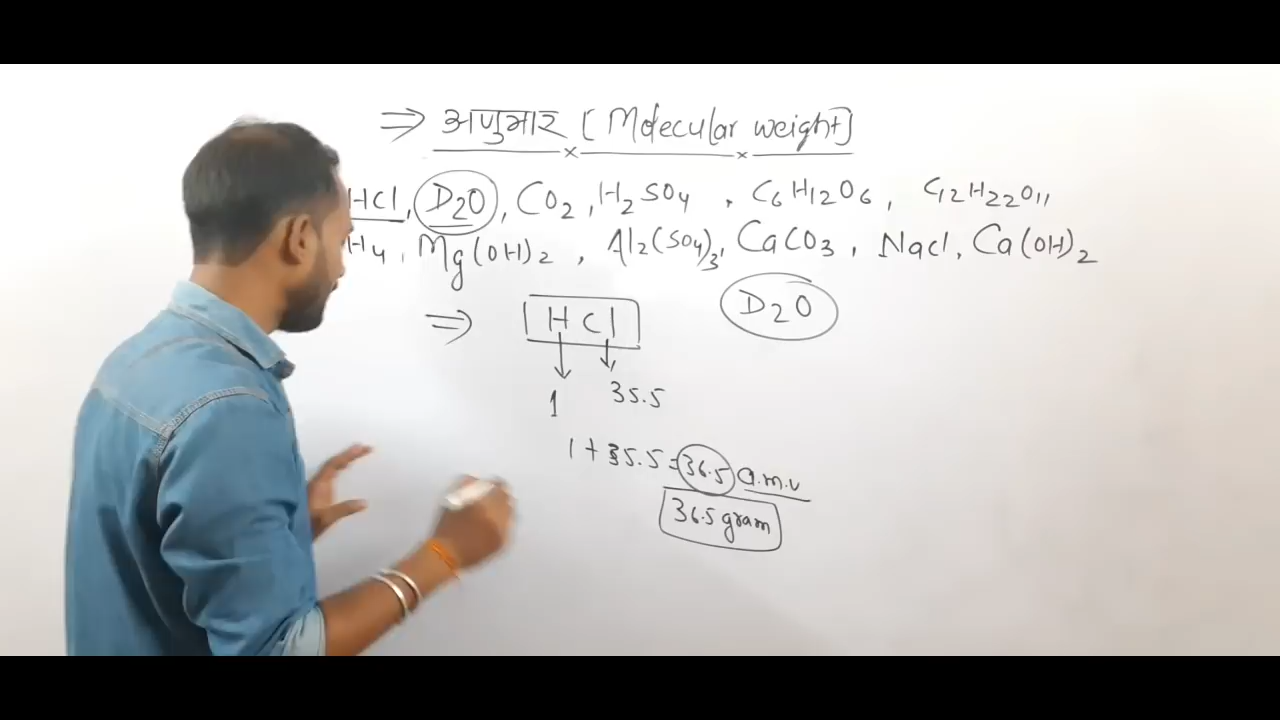 ⇒ अणुभार [Molecular weight]
HCl, D2O, CO2, H2SO4, C6H12O6, C12H22O11
H4, Mg(OH)2, Al2(SO4)3, CaCO3, Nacl, Ca(OH)2
⇒ HCl D2O
1 35.5
1+35.5=36.5 a.m.u
36.5 gram